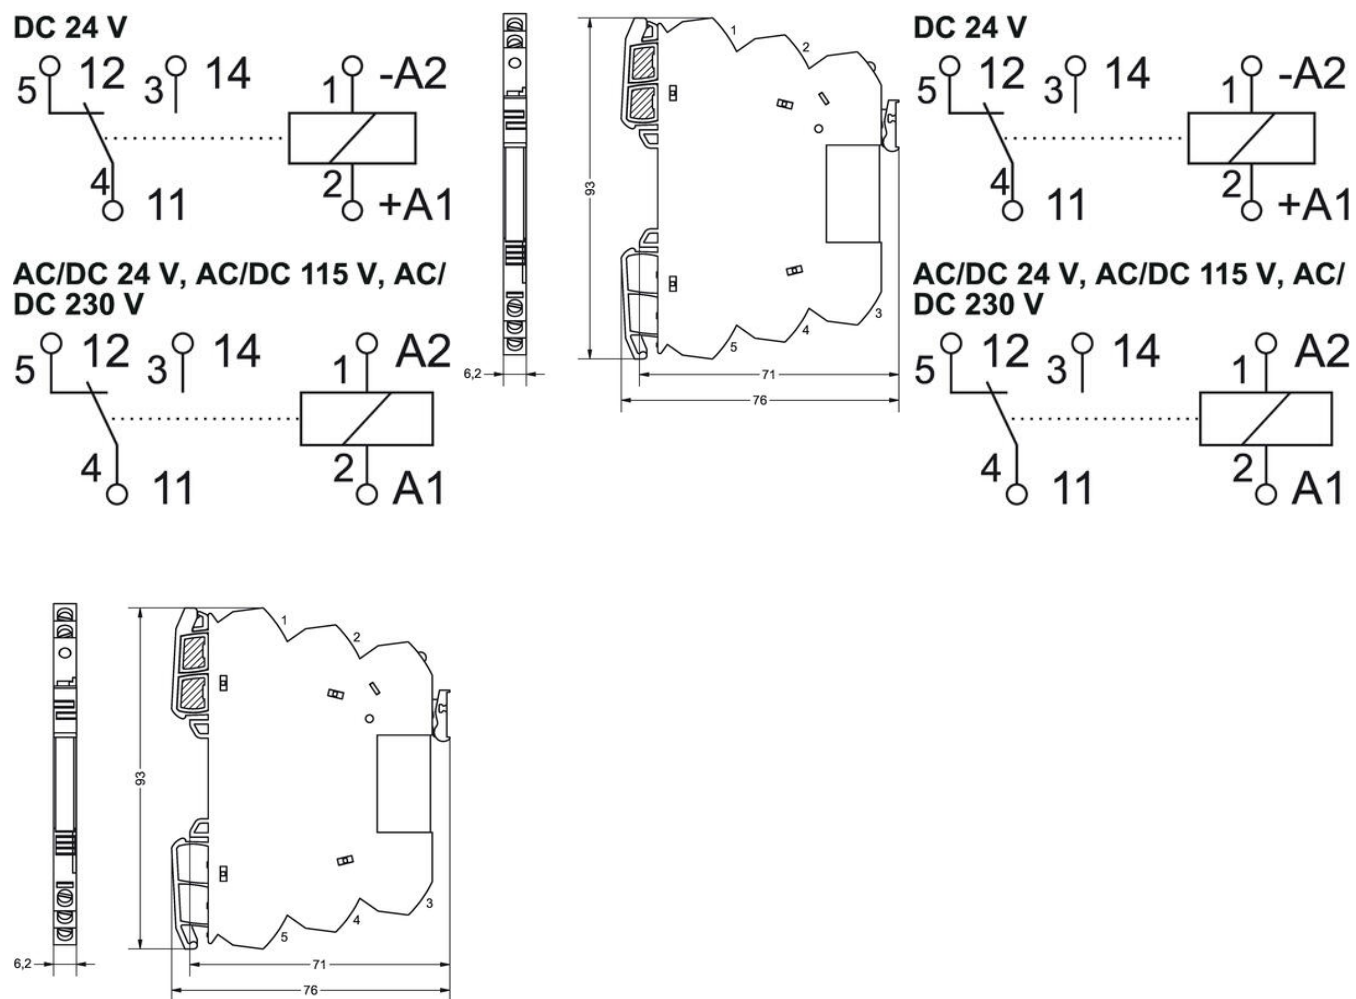 DC 24 V
5 12 3 14 1 -A2
4 11 2 +A1
AC/DC 24 V, AC/DC 115 V, AC/
DC 230 V
5 12 3 14 1 A2
4 11 2 A1
1
2
93
3
4
5
6,2
71
76
DC 24 V
5 12 3 14 1 -A2
4 11 2 +A1
AC/DC 24 V, AC/DC 115 V, AC/
DC 230 V
5 12 3 14 1 A2
4 11 2 A1
1
2
93
3
4
5
6,2
71
76